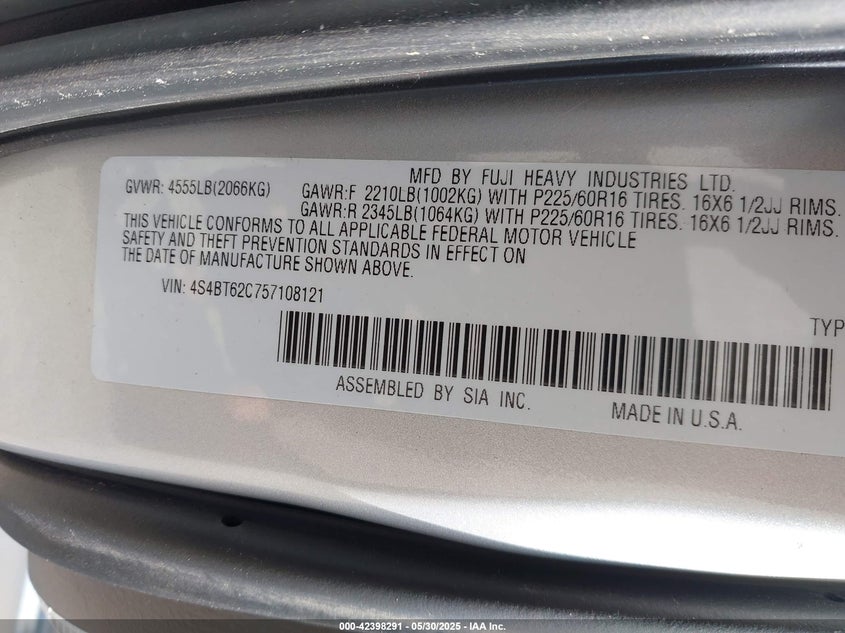 MFD BY FUJI HEAVY INDUSTRIES LTD.
GVWR: 4555LB(2066KG)
GAWR:F 2210LB(1002KG) WITH P225/60R16 TIRES. 16X6 1/2JJ RIMS.
GAWR:R 2345LB(1064KG) WITH P225/60R16 TIRES. 16X6 1/2JJ RIMS.
THIS VEHICLE CONFORMS TO ALL APPLICABLE FEDERAL MOTOR VEHICLE
SAFETY AND THEFT PREVENTION STANDARDS IN EFFECT ON
THE DATE OF MANUFACTURE SHOWN ABOVE.
VIN: 4S4BT62C757108121
TYP
ASSEMBLED BY SIA INC.
MADE IN U.S.A.
000-42398291 - 05/30/2025 - IAA Inc.